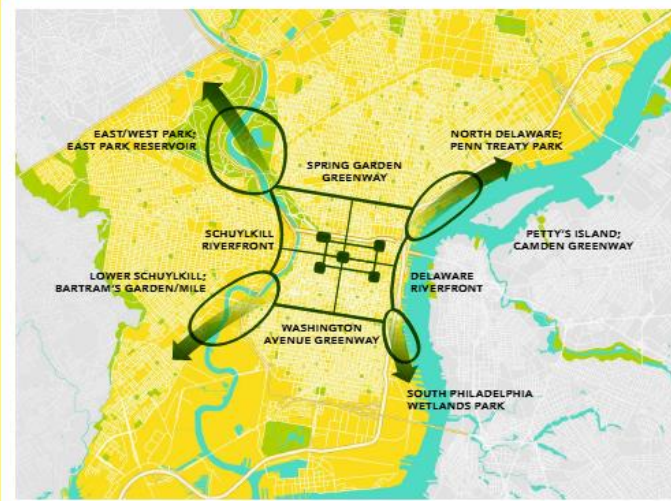 EAST/WEST PARK;
EAST PARK RESERVOIR
NORTH DELAWARE;
PENN TREATY PARK
SPRING GARDEN
GREENWAY
SCHUYLKILL
RIVERFRONT
PETTY'S ISLAND;
CAMDEN GREENWAY
LOWER SCHUYLKILL;
BARTRAM'S GARDEN/MILE
DELAWARE
RIVERFRONT
WASHINGTON
AVENUE GREENWAY
SOUTH PHILADELPHIA
WETLANDS PARK